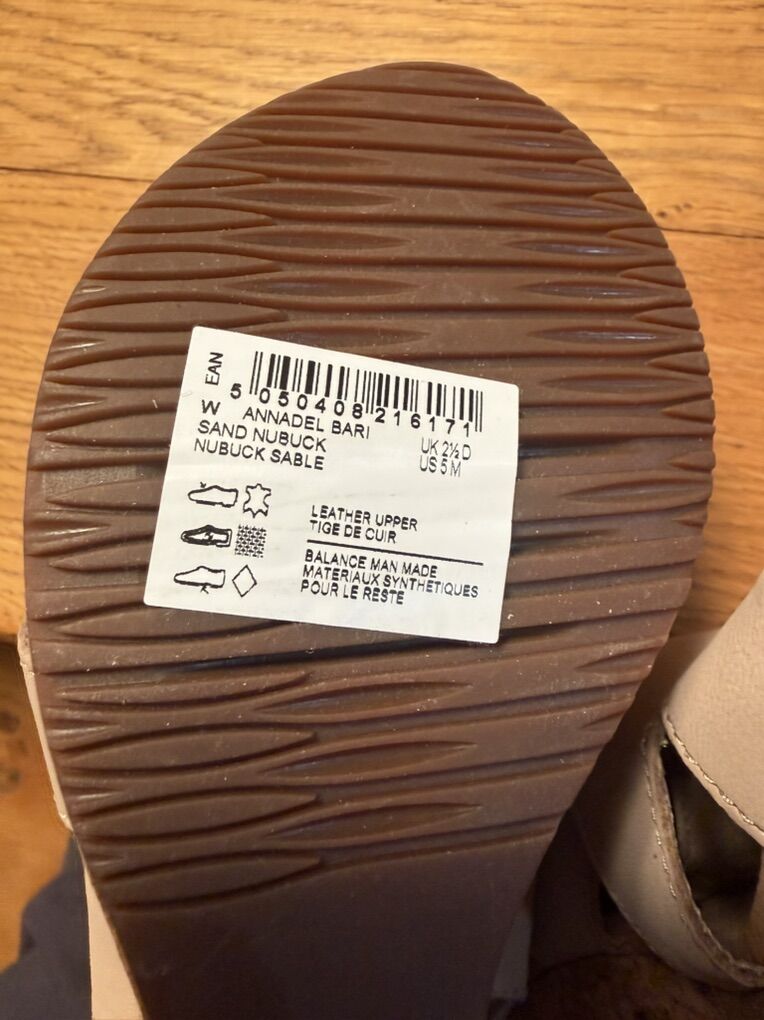 EAN
5 050408 216171
W ANNADEL BARI
SAND NUBUCK UK 2½ D
NUBUCK SABLE US 5 M
LEATHER UPPER
TIGE DE CUIR
BALANCE MAN MADE
MATERIAUX SYNTHETIQUES
POUR LE RESTE